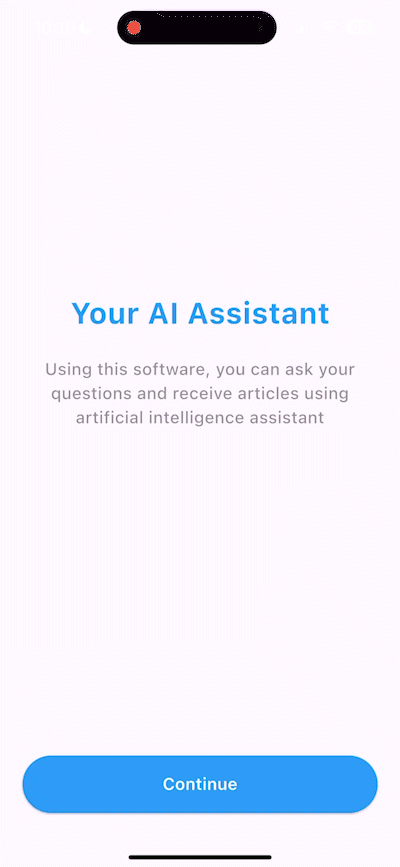 Your AI Assistant
Using this software, you can ask your
questions and receive articles using
artificial intelligence assistant
Continue